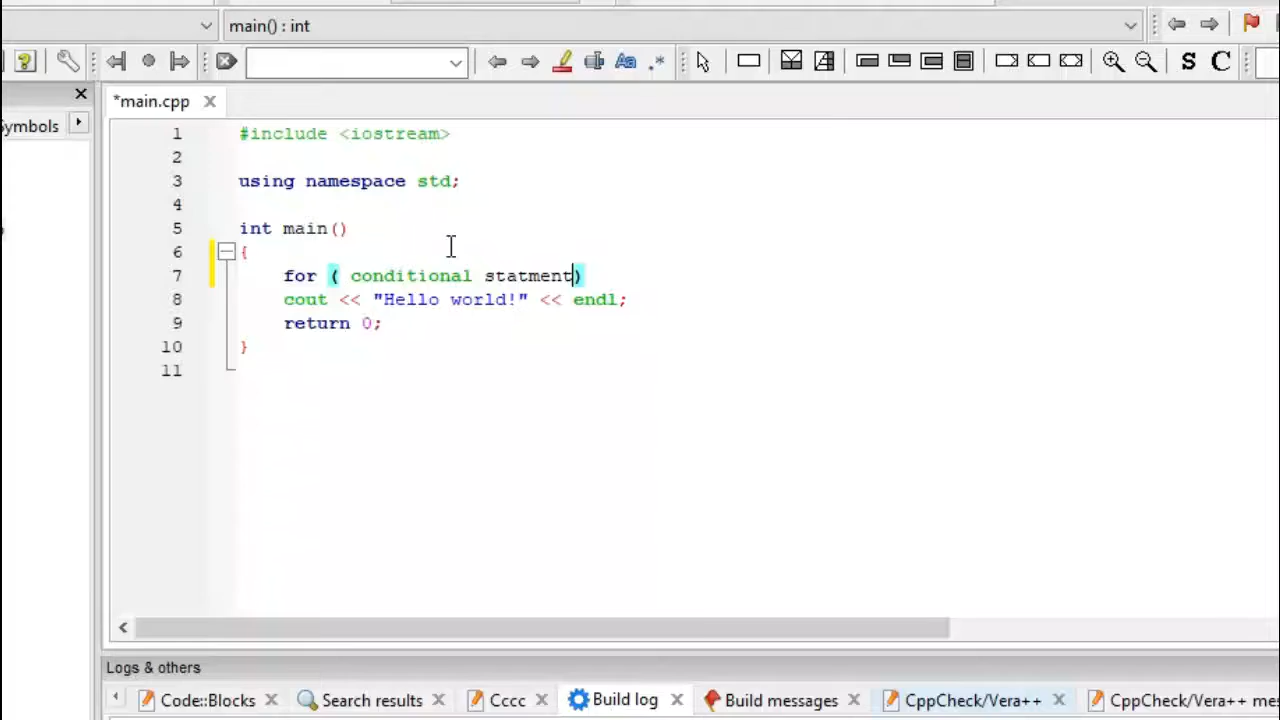 main() : int
*main.cpp
Symbols
1 #include <iostream>
2
3 using namespace std;
4
5 int main()
6 {
7 for ( conditional statment)
8 cout << "Hello world!" << endl;
9 return 0;
10 }
11
Logs & others
Code::Blocks Search results Cccc Build log Build messages CppCheck/Vera++ CppCheck/Vera++ me